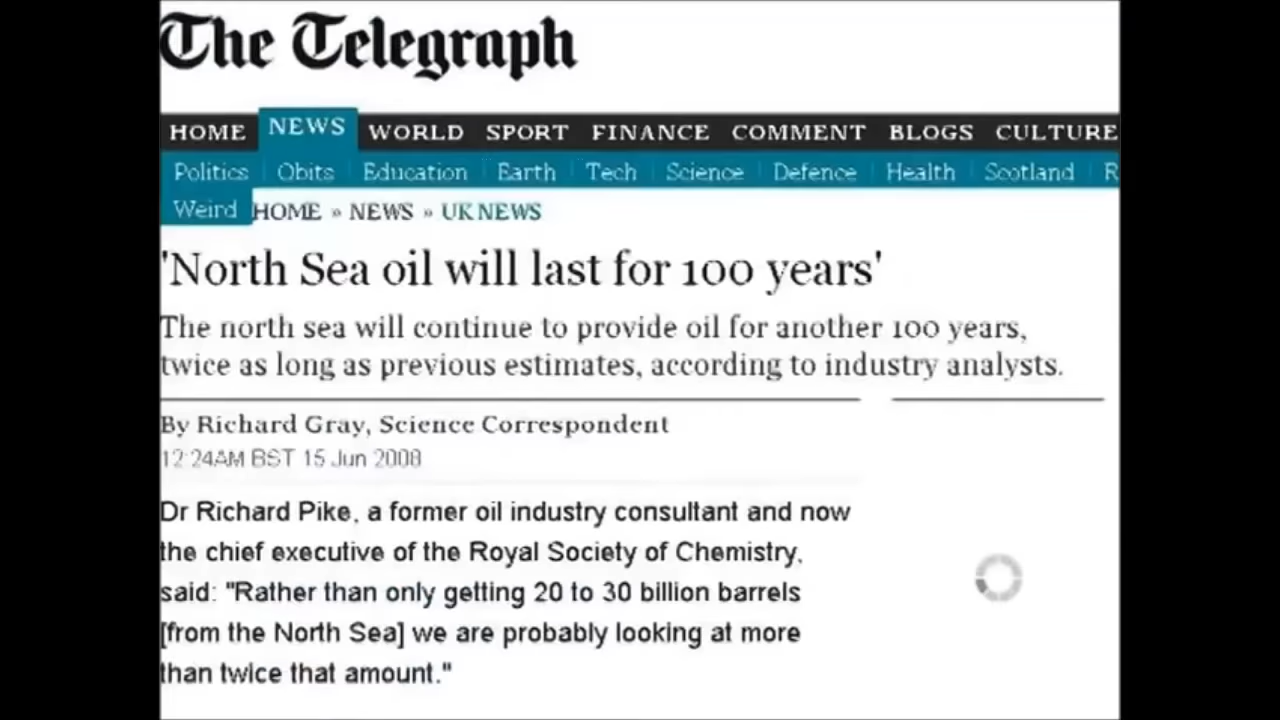 The Telegraph
HOME NEWS WORLD SPORT FINANCE COMMENT BLOGS CULTURE
Politics Obits Education Earth Tech Science Defence Health Scotland R
Weird HOME » NEWS » UK NEWS
'North Sea oil will last for 100 years'
The north sea will continue to provide oil for another 100 years,
twice as long as previous estimates, according to industry analysts.
By Richard Gray, Science Correspondent
12:24AM BST 15 Jun 2008
Dr Richard Pike, a former oil industry consultant and now
the chief executive of the Royal Society of Chemistry,
said: "Rather than only getting 20 to 30 billion barrels
[from the North Sea] we are probably looking at more
than twice that amount."